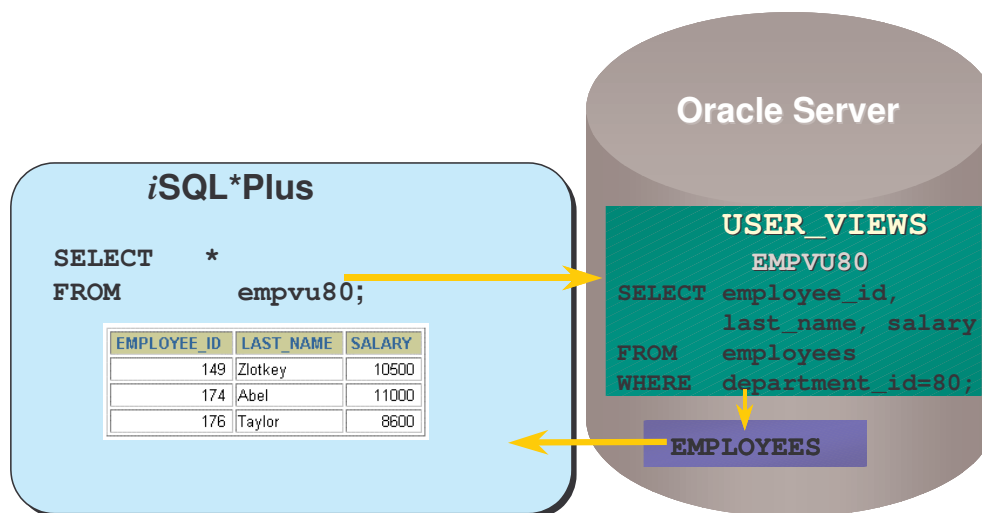 Oracle Server
iSQL*Plus
SELECT *
FROM empvu80;
EMPLOYEE_ID LAST_NAME SALARY
149 Zlotkey 10500
174 Abel 11000
176 Taylor 8600
USER_VIEWS
EMPVU80
SELECT employee_id,
last_name, salary
FROM employees
WHERE department_id=80;
EMPLOYEES